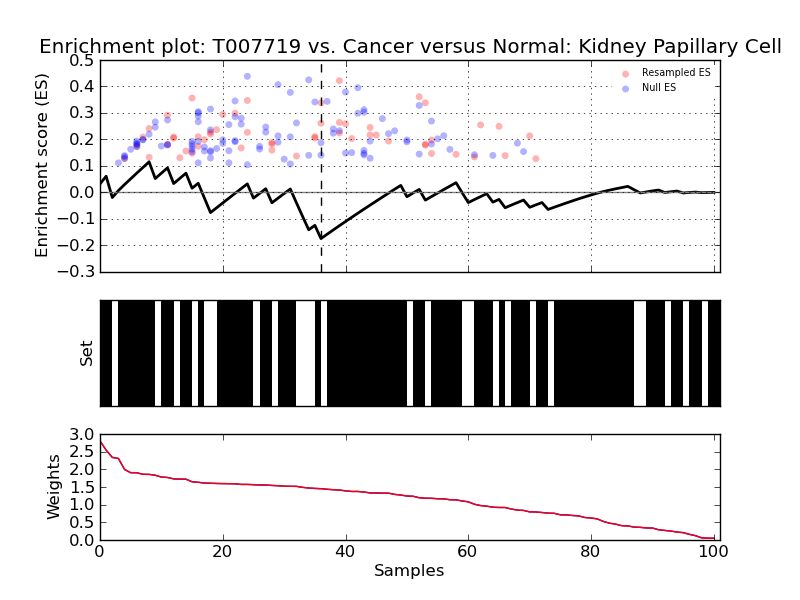 Enrichment plot: T007719 vs. Cancer versus Normal: Kidney Papillary Cell
Enrichment score (ES)
0.5
0.4
0.3
0.2
0.1
0.0
−0.1
−0.2
−0.3
Resampled ES
Null ES
Set
Weights
3.0
2.5
2.0
1.5
1.0
0.5
0.0
0 20 40 60 80 100
Samples